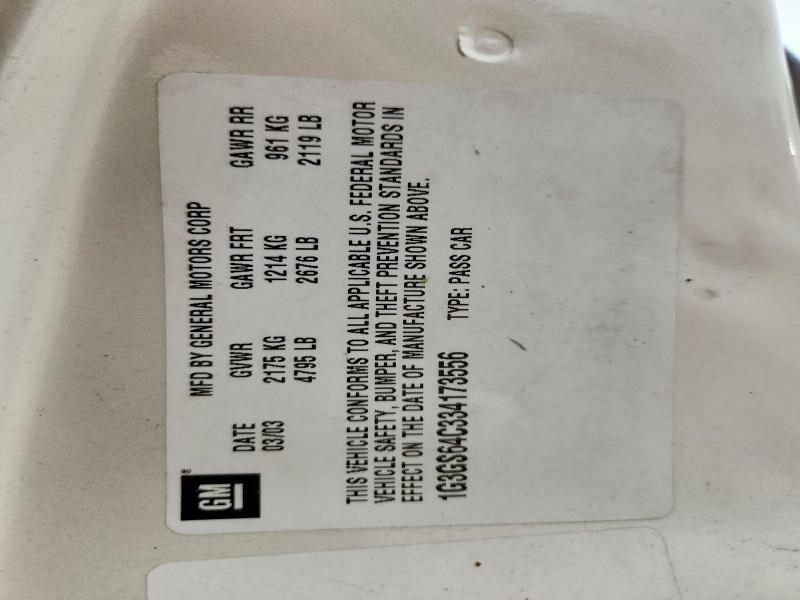 GM®
MFD BY GENERAL MOTORS CORP
DATE GVWR GAWR FRT GAWR RR
03/03 2175 KG 1214 KG 961 KG
4795 LB 2676 LB 2119 LB
THIS VEHICLE CONFORMS TO ALL APPLICABLE U.S. FEDERAL MOTOR
VEHICLE SAFETY, BUMPER, AND THEFT PREVENTION STANDARDS IN
EFFECT ON THE DATE OF MANUFACTURE SHOWN ABOVE.
1G3GS64C334173556 TYPE: PASS CAR